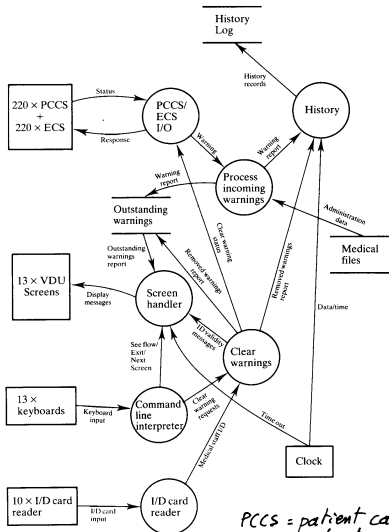 History
Log
History
records
220 × PCCS
+
220 × ECS
Status
Response
PCCS/
ECS
I/O
History
Warning
Warning
report
Process
incoming
warnings
Warning
report
Outstanding
warnings
Administration
data
Medical
files
Outstanding
warnings
report
Removed warnings
report
Clear warning
status
Removed warnings
report
Data/time
13 × VDU
Screens
Display
messages
Screen
handler
ID validity
messages
Clear
warnings
See flow/
Exit/
Next
Screen
Clear
warning
requests
13×
keyboards
Keyboard
input
Command
line
interpreter
Medical staff I/D
Time out
Clock
10 × I/D card
reader
I/D card
input
I/D card
reader
PCCS = patient ca